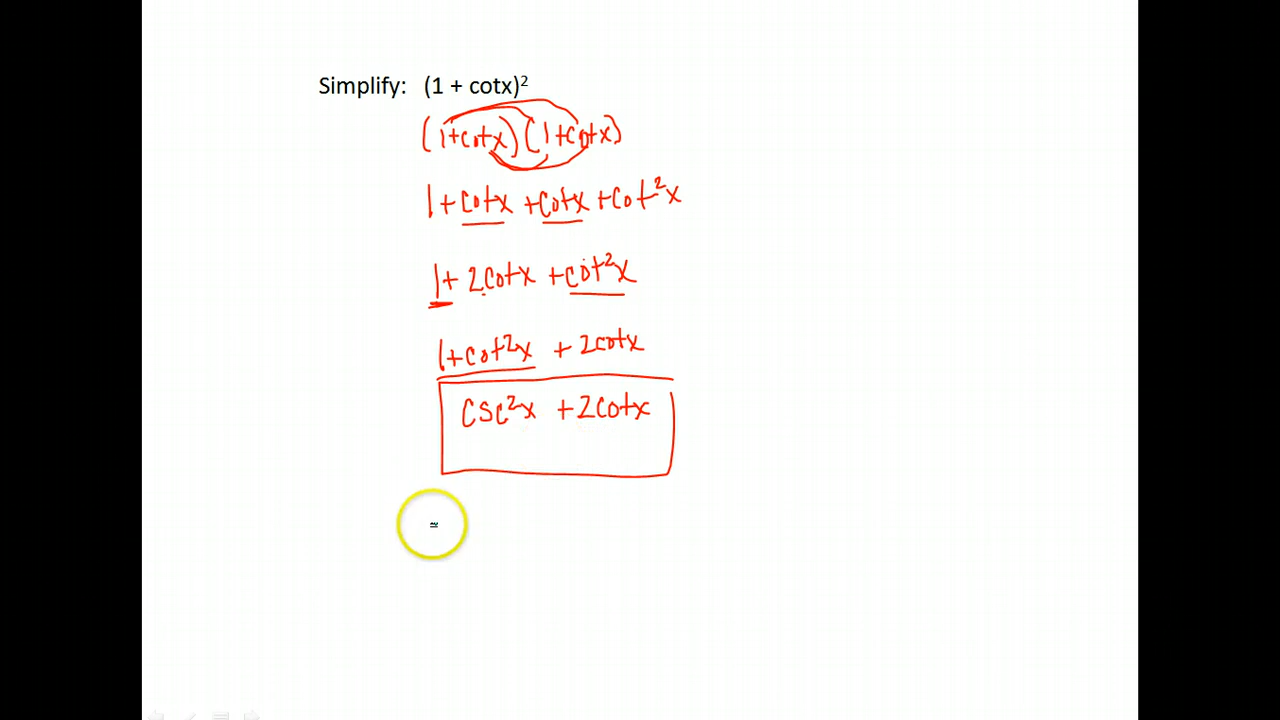 Simplify: (1 + cotx)²
(1+cotx)(1+cotx)
1+cotx +cotx +cot²x
1+ 2cotx +cot²x
1+cot²x + 2cotx
csc²x +2cotx